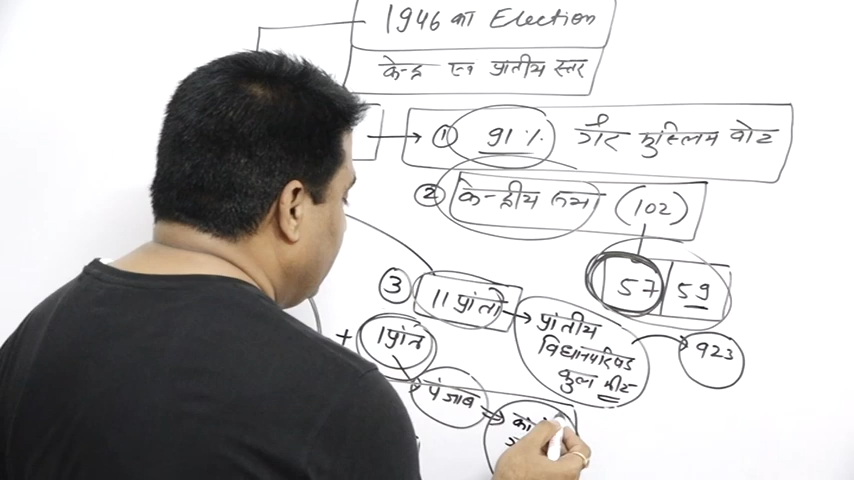 1946 का Election
केन्द्र एवं प्रांतीय स्तर
→ ① 91 % गैर मुस्लिम वोट
② केन्द्रीय सभा (102)
57 59
③ 11 प्रांतों → प्रांतीय
विधानपरिषद
कुल सीट
923
+ 1 प्रांत
पंजाब